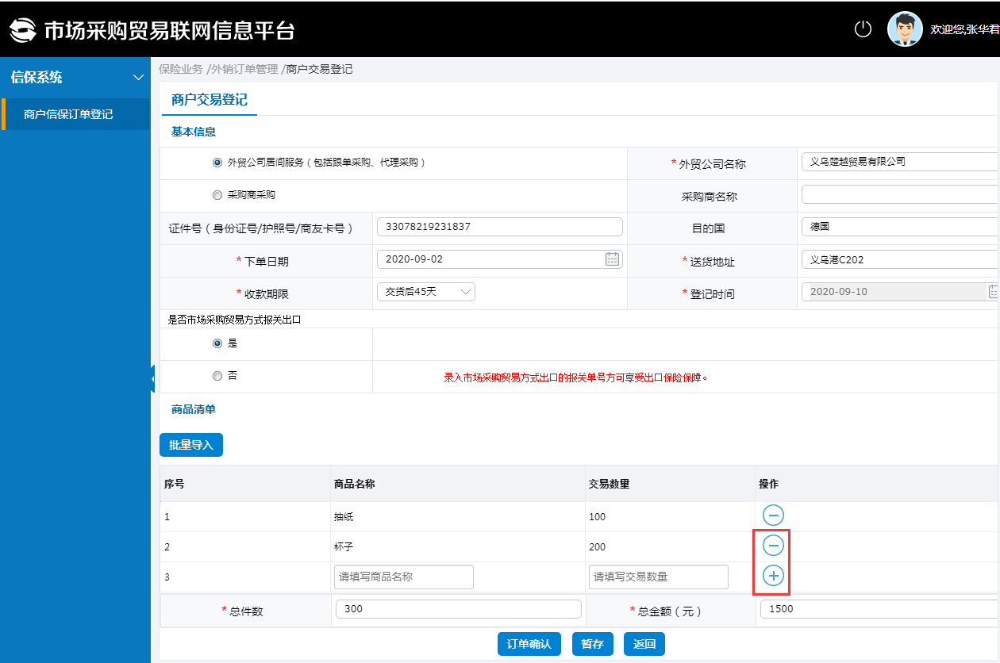 市场采购贸易联网信息平台
欢迎您,张华君
信保系统
商户信保订单登记
保险业务 /外销订单管理 /商户交易登记
商户交易登记
基本信息
外贸公司居间服务（包括跟单采购、代理采购）
* 外贸公司名称
义乌楚越贸易有限公司
采购商采购
采购商名称
证件号（身份证号/护照号/商友卡号）
33078219231837
目的国
德国
* 下单日期
2020-09-02
* 送货地址
义乌港C202
* 收款期限
交货后45天
* 登记时间
2020-09-10
是否市场采购贸易方式报关出口
是
否
录入市场采购贸易方式出口的报关单号方可享受出口保险保障。
商品清单
批量导入
序号 商品名称 交易数量 操作
1 抽纸 100
2 杯子 200
3 请填写商品名称 请填写交易数量
* 总件数 300 * 总金额（元） 1500
订单确认 暂存 返回